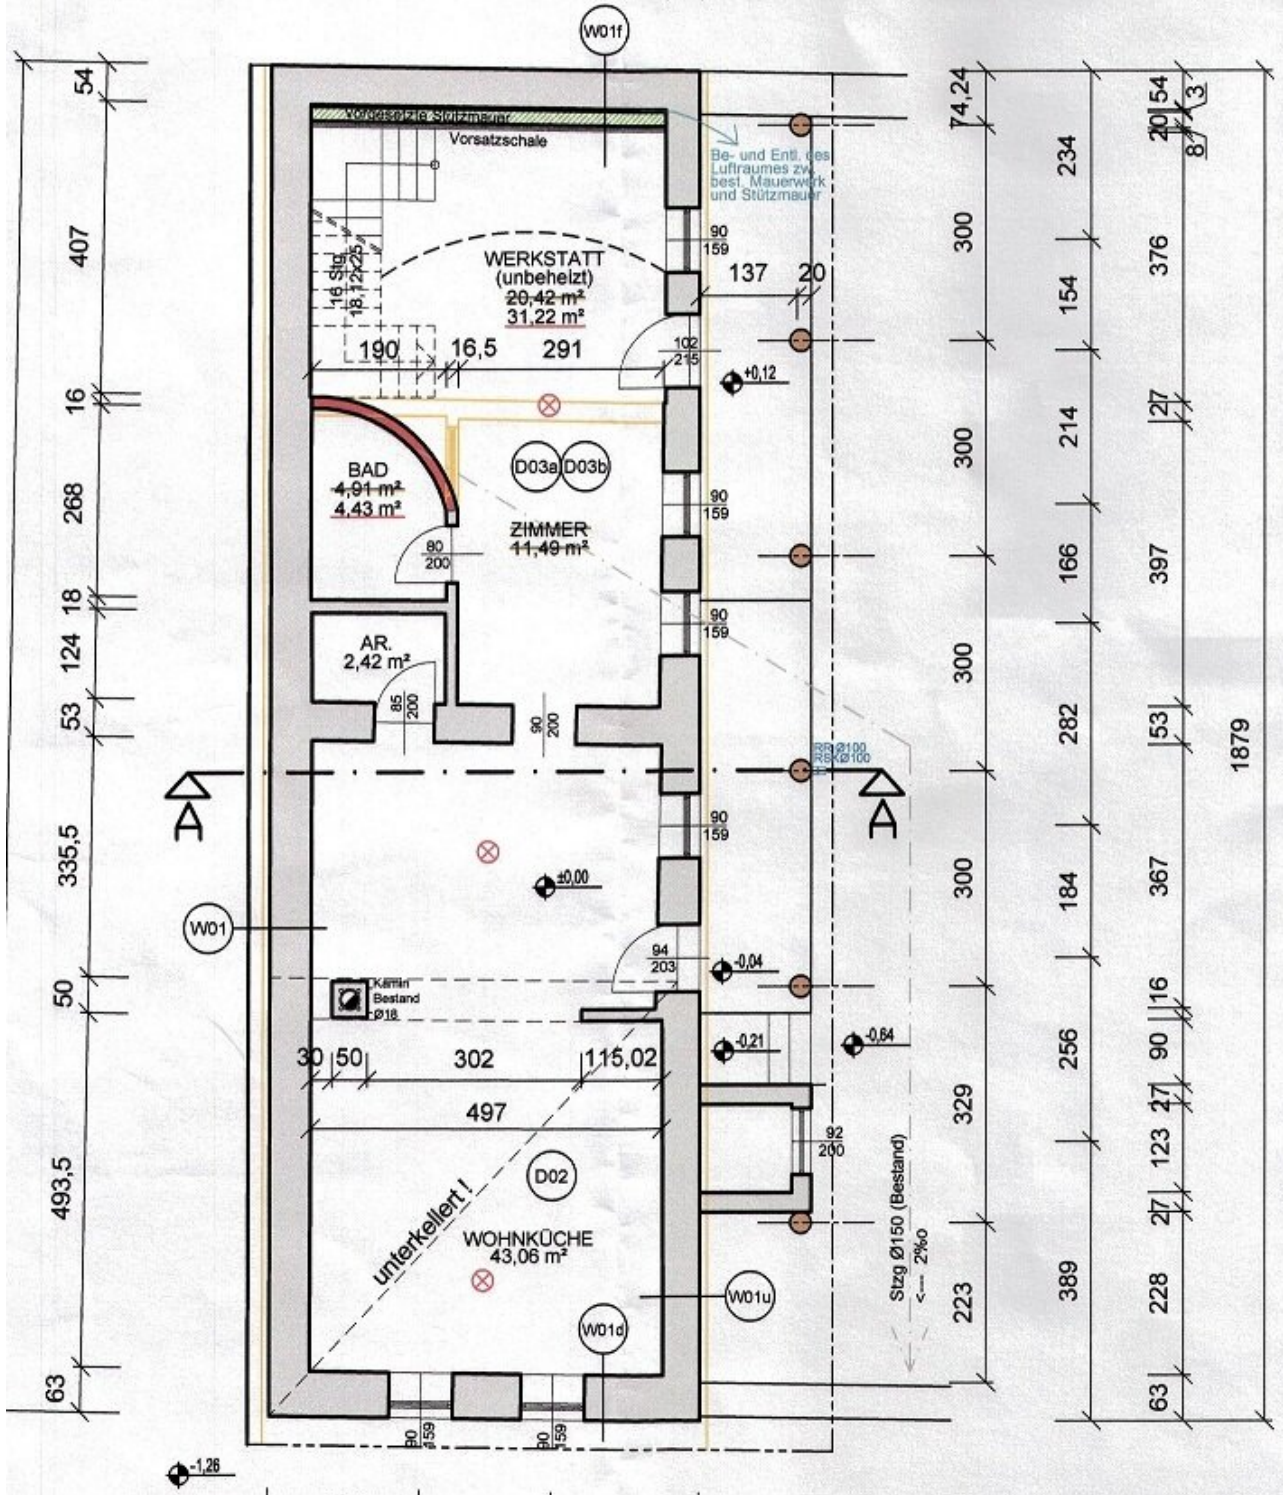 W01f
54
407
16
268
18
124
53
335,5
50
493,5
63
Vorgesetzte Stützmauer
Vorsatzschale
Be- und Entl. des
Luftraumes zw.
best. Mauerwerk
und Stützmauer
16 Stg.
18,12x25
WERKSTATT
(unbeheizt)
20,42 m²
31,22 m²
190
16,5
291
90
159
137
20
102
215
+0,12
BAD
4,91 m²
4,43 m²
D03a
D03b
ZIMMER
11,49 m²
80
200
90
159
90
159
AR.
2,42 m²
85
200
90
200
RR Ø100
RSK Ø100
A
A
90
159
±0,00
W01
94
203
-0,04
Kamin
Bestand
Ø18
-0,21
-0,64
30
50
302
115,02
497
92
200
D02
unterkellert !
WOHNKÜCHE
43,06 m²
W01u
W01d
Stzg Ø150 (Bestand)
<--- 2%o
90
159
90
159
-1,26
74,24
300
300
300
300
329
223
234
154
214
166
282
184
256
389
54
3
20
8
376
27
397
53
367
16
90
27
123
27
228
63
1879